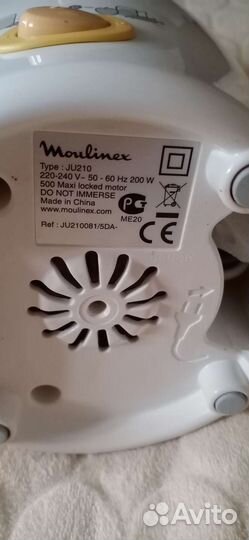 Moulinex
Type : JU210
220-240 V~ 50 - 60 Hz 200 W
500 Maxi locked motor
DO NOT IMMERSE
Made in China
www.moulinex.com
ME20
CE
Ref : JU210081/5DA-
Avito